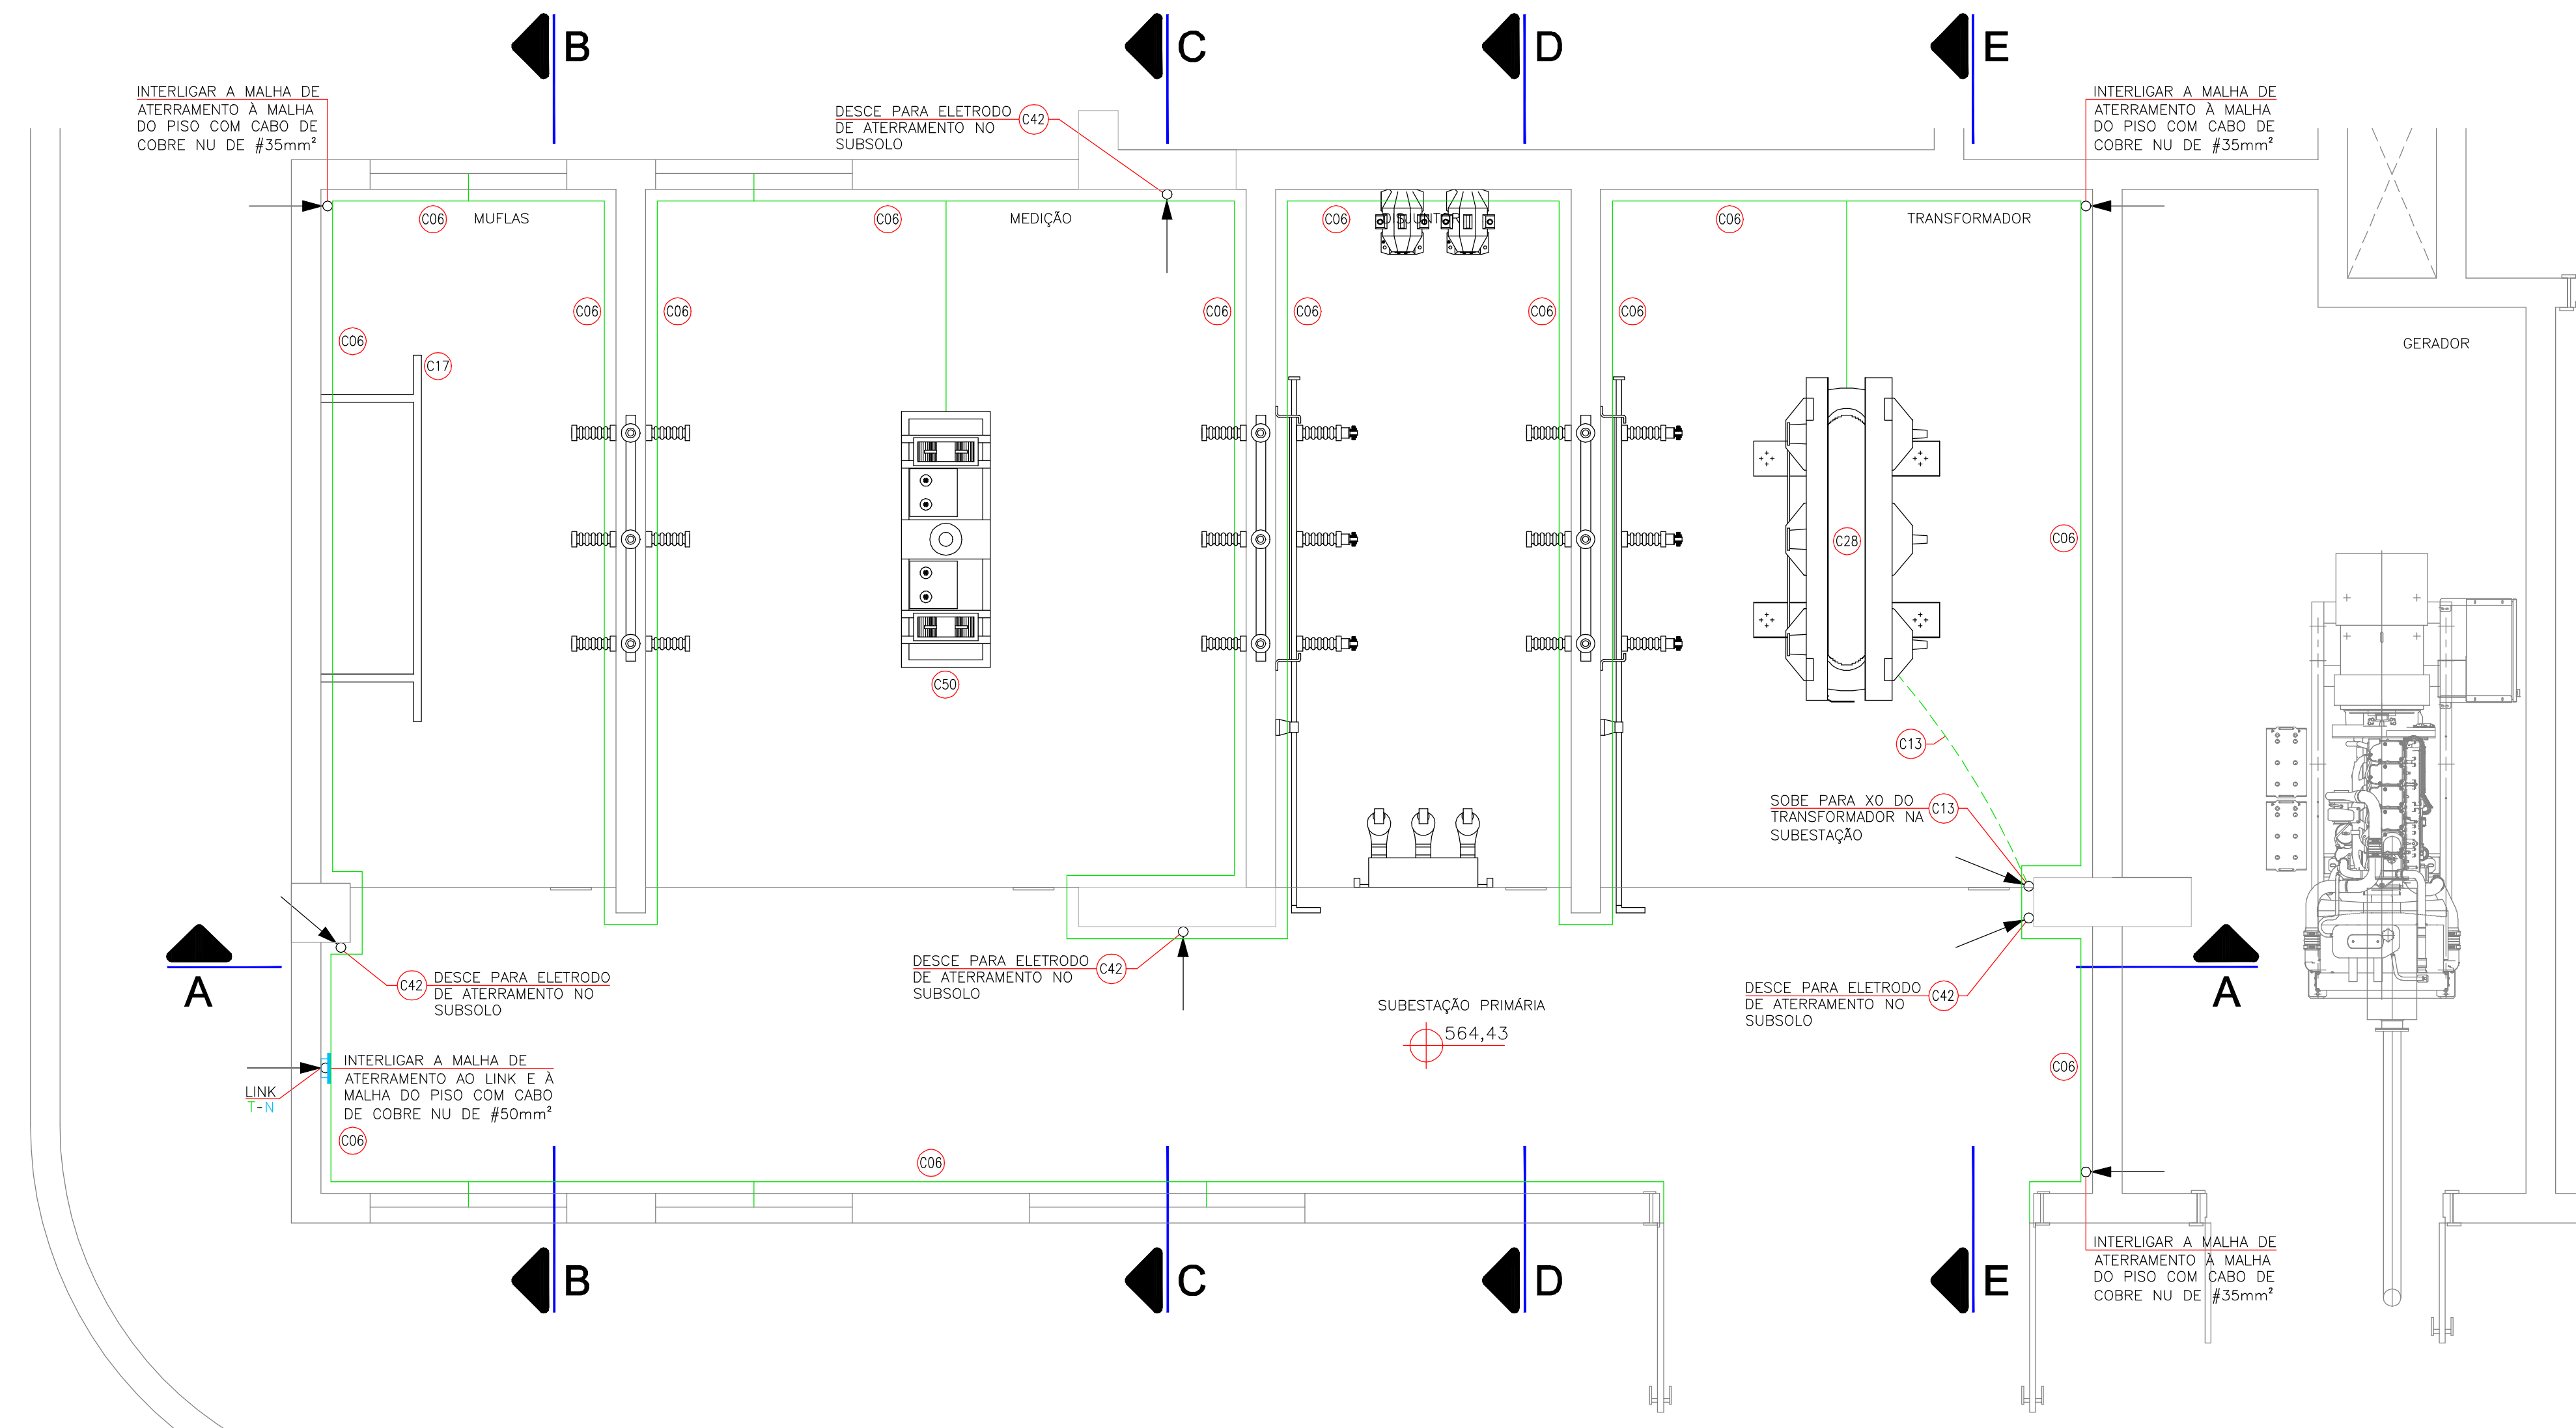 B
C
D
E
INTERLIGAR A MALHA DE
ATERRAMENTO À MALHA
DO PISO COM CABO DE
COBRE NU DE #35mm²
DESCE PARA ELETRODO
DE ATERRAMENTO NO
SUBSOLO
C42
INTERLIGAR A MALHA DE
ATERRAMENTO À MALHA
DO PISO COM CABO DE
COBRE NU DE #35mm²
C06
MUFLAS
C06
MEDIÇÃO
C06
DISJUNTOR
C06
TRANSFORMADOR
C06
C06
C06
C06
C06
C06
C06
GERADOR
C17
C28
C06
C50
C13
SOBE PARA X0 DO
TRANSFORMADOR NA
SUBESTAÇÃO
C13
A
C42
DESCE PARA ELETRODO
DE ATERRAMENTO NO
SUBSOLO
DESCE PARA ELETRODO
DE ATERRAMENTO NO
SUBSOLO
C42
DESCE PARA ELETRODO
DE ATERRAMENTO NO
SUBSOLO
C42
A
SUBESTAÇÃO PRIMÁRIA
564,43
INTERLIGAR A MALHA DE
ATERRAMENTO AO LINK E À
MALHA DO PISO COM CABO
DE COBRE NU DE #50mm²
LINK
T-N
C06
C06
C06
INTERLIGAR A MALHA DE
ATERRAMENTO À MALHA
DO PISO COM CABO DE
COBRE NU DE #35mm²
B
C
D
E